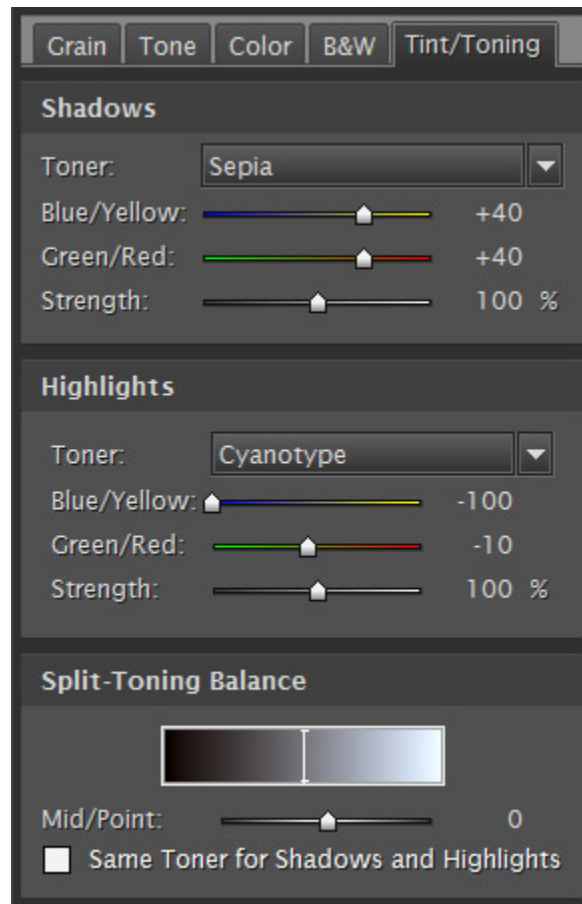 Grain Tone Color B&W Tint/Toning
Shadows
Toner: Sepia
Blue/Yellow: +40
Green/Red: +40
Strength: 100 %
Highlights
Toner: Cyanotype
Blue/Yellow: -100
Green/Red: -10
Strength: 100 %
Split-Toning Balance
Mid/Point: 0
Same Toner for Shadows and Highlights